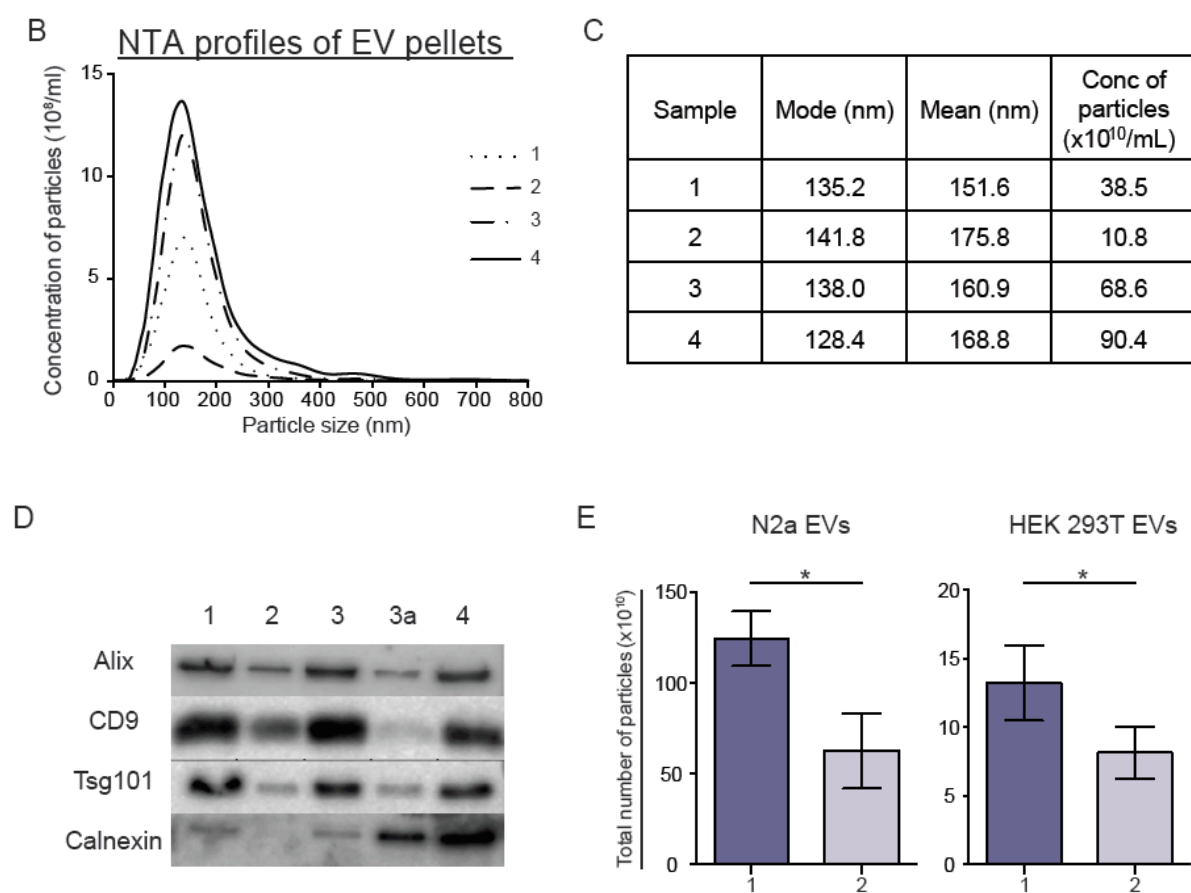 B
NTA profiles of EV pellets
Concentration of particles (10⁸/ml)
15
10
5
0
0 100 200 300 400 500 600 700 800
Particle size (nm)
1
2
3
4
C
Sample Mode (nm) Mean (nm) Conc of particles (x10¹⁰/mL)
1 135.2 151.6 38.5
2 141.8 175.8 10.8
3 138.0 160.9 68.6
4 128.4 168.8 90.4
D
1 2 3 3a 4
Alix
CD9
Tsg101
Calnexin
E
N2a EVs
Total number of particles (x10¹⁰)
150
100
50
0
*
1 2
HEK 293T EVs
20
15
10
5
0
*
1 2